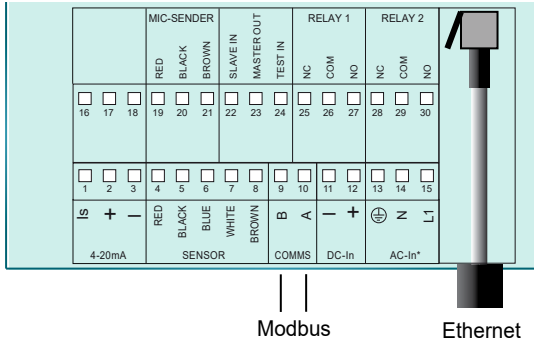 MIC-SENDER RELAY 1 RELAY 2
RED BLACK BROWN SLAVE IN MASTER OUT TEST IN NC COM NO NC COM NO
16 17 18 19 20 21 22 23 24 25 26 27 28 29 30
1 2 3 4 5 6 7 8 9 10 11 12 13 14 15
Is + − RED BLACK BLUE WHITE BROWN B A − + N L1
4-20mA SENSOR COMMS DC-In AC-In*
Modbus Ethernet